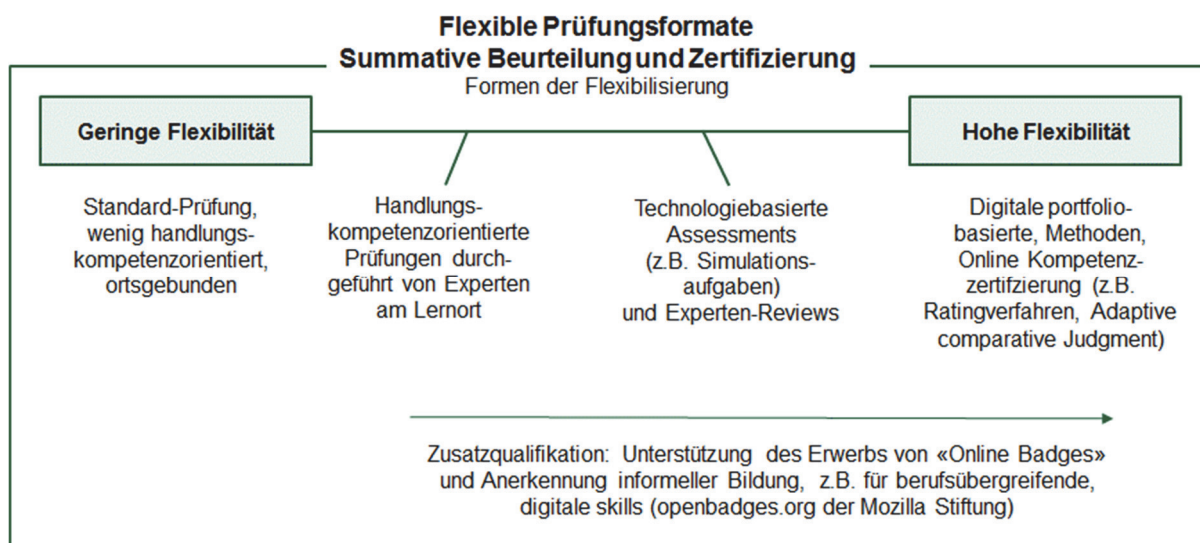 Flexible Prüfungsformate
Summative Beurteilung und Zertifizierung
Formen der Flexibilisierung
Geringe Flexibilität
Hohe Flexibilität
Standard-Prüfung,
wenig handlungs-
kompetenzorientiert,
ortsgebunden
Handlungs-
kompetenzorientierte
Prüfungen durch-
geführt von Experten
am Lernort
Technologiebasierte
Assessments
(z.B. Simulations-
aufgaben)
und Experten-Reviews
Digitale portfolio-
basierte, Methoden,
Online Kompetenz-
zertifzierung (z.B.
Ratingverfahren, Adaptive
comparative Judgment)
Zusatzqualifikation: Unterstützung des Erwerbs von «Online Badges»
und Anerkennung informeller Bildung, z.B. für berufsübergreifende,
digitale skills (openbadges.org der Mozilla Stiftung)